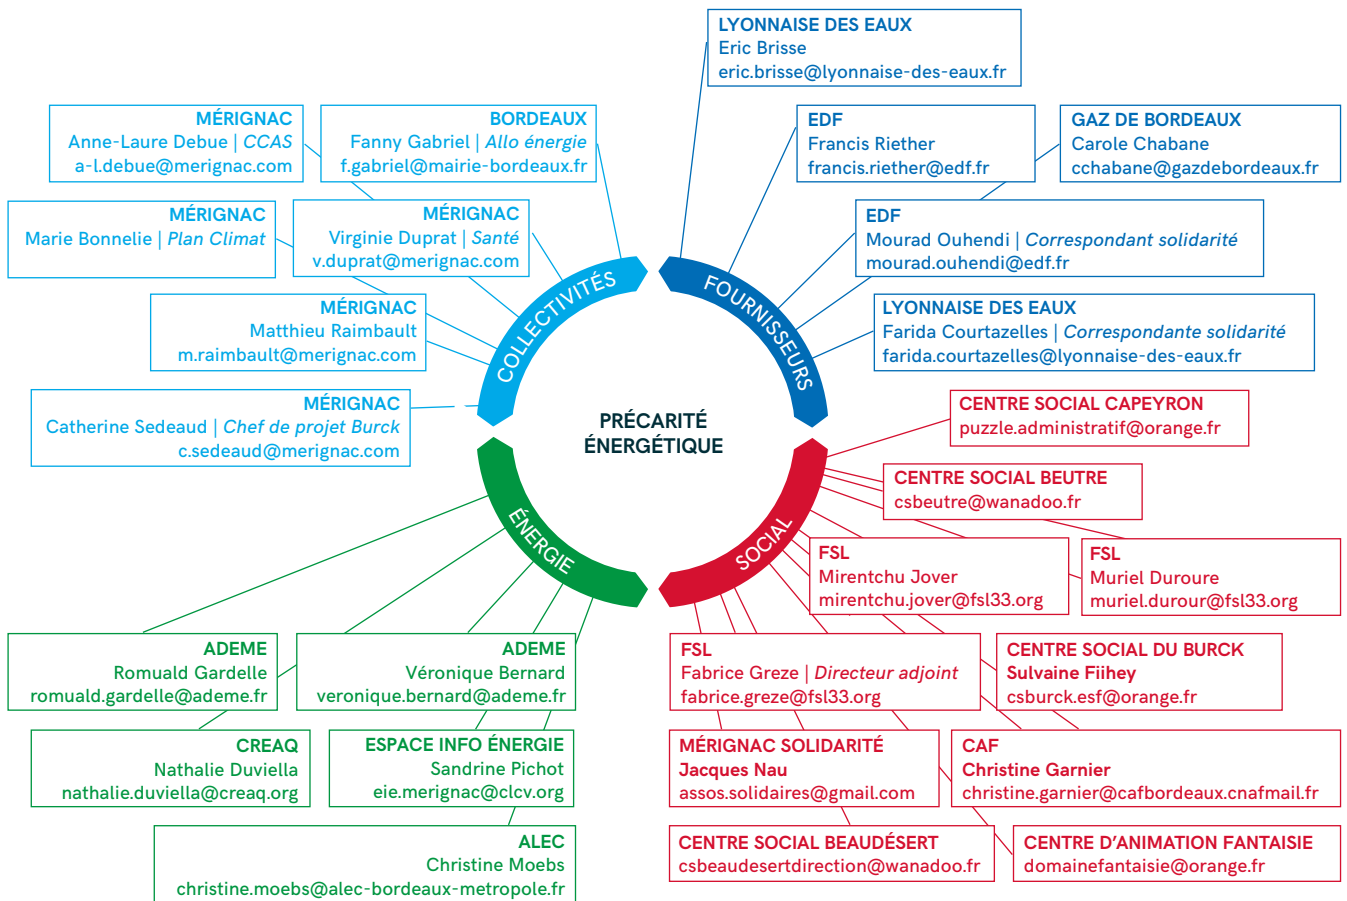 LYONNAISE DES EAUX
Eric Brisse
eric.brisse@lyonnaise-des-eaux.fr
MÉRIGNAC
Anne-Laure Debue | CCAS
a-l.debue@merignac.com
BORDEAUX
Fanny Gabriel | Allo énergie
f.gabriel@mairie-bordeaux.fr
EDF
Francis Riether
francis.riether@edf.fr
GAZ DE BORDEAUX
Carole Chabane
cchabane@gazdebordeaux.fr
MÉRIGNAC
Marie Bonnelie | Plan Climat
MÉRIGNAC
Virginie Duprat | Santé
v.duprat@merignac.com
EDF
Mourad Ouhendi | Correspondant solidarité
mourad.ouhendi@edf.fr
MÉRIGNAC
Matthieu Raimbault
m.raimbault@merignac.com
LYONNAISE DES EAUX
Farida Courtazelles | Correspondante solidarité
farida.courtazelles@lyonnaise-des-eaux.fr
COLLECTIVITÉS
FOURNISSEURS
MÉRIGNAC
Catherine Sedeaud | Chef de projet Burck
c.sedeaud@merignac.com
PRÉCARITÉ
ÉNERGÉTIQUE
CENTRE SOCIAL CAPEYRON
puzzle.administratif@orange.fr
CENTRE SOCIAL BEUTRE
csbeutre@wanadoo.fr
ÉNERGIE
SOCIAL
FSL
Mirentchu Jover
mirentchu.jover@fsl33.org
FSL
Muriel Duroure
muriel.durour@fsl33.org
ADEME
Romuald Gardelle
romuald.gardelle@ademe.fr
ADEME
Véronique Bernard
veronique.bernard@ademe.fr
FSL
Fabrice Greze | Directeur adjoint
fabrice.greze@fsl33.org
CENTRE SOCIAL DU BURCK
Sulvaine Fiihey
csburck.esf@orange.fr
CREAQ
Nathalie Duviella
nathalie.duviella@creaq.org
ESPACE INFO ÉNERGIE
Sandrine Pichot
eie.merignac@clcv.org
MÉRIGNAC SOLIDARITÉ
Jacques Nau
assos.solidaires@gmail.com
CAF
Christine Garnier
christine.garnier@cafbordeaux.cnafmail.fr
ALEC
Christine Moebs
christine.moebs@alec-bordeaux-metropole.fr
CENTRE SOCIAL BEAUDÉSERT
csbeaudesertdirection@wanadoo.fr
CENTRE D'ANIMATION FANTAISIE
domainefantaisie@orange.fr